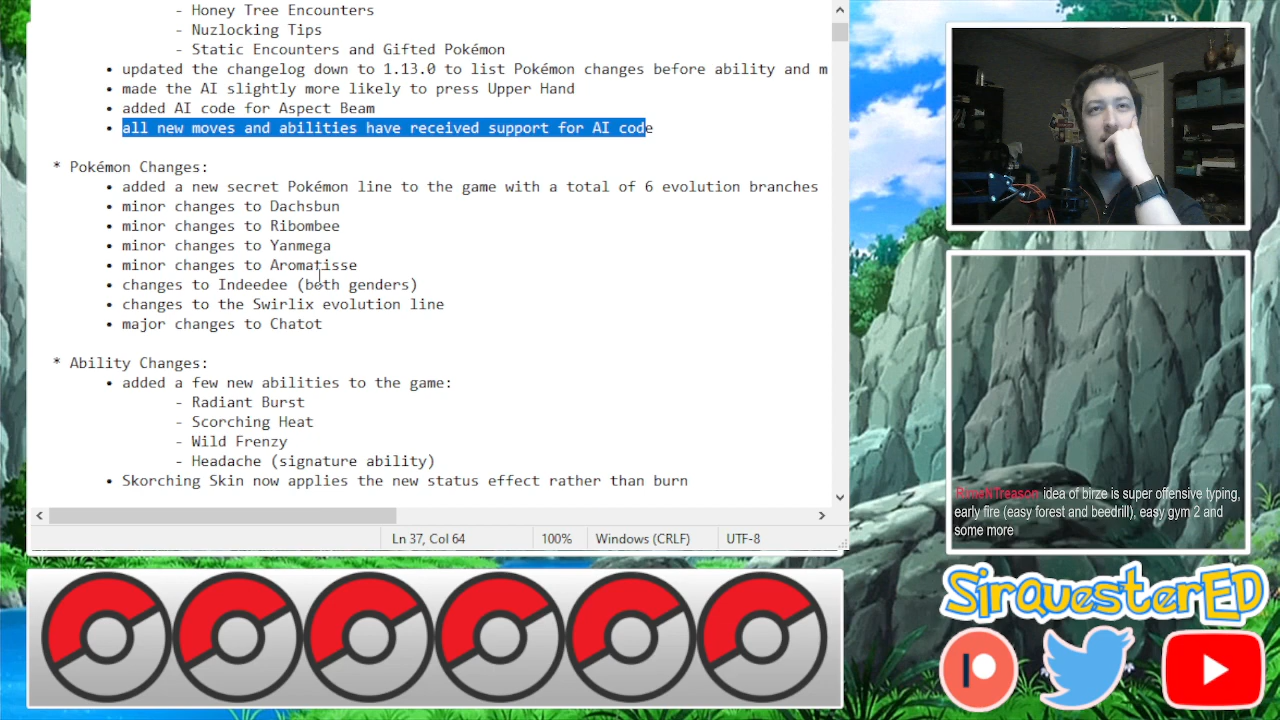 - Honey Tree Encounters
- Nuzlocking Tips
- Static Encounters and Gifted Pokémon
• updated the changelog down to 1.13.0 to list Pokémon changes before ability and m
• made the AI slightly more likely to press Upper Hand
• added AI code for Aspect Beam
• all new moves and abilities have received support for AI code
* Pokémon Changes:
• added a new secret Pokémon line to the game with a total of 6 evolution branches
• minor changes to Dachsbun
• minor changes to Ribombee
• minor changes to Yanmega
• minor changes to Aromatisse
• changes to Indeedee (both genders)
• changes to the Swirlix evolution line
• major changes to Chatot
* Ability Changes:
• added a few new abilities to the game:
- Radiant Burst
- Scorching Heat
- Wild Frenzy
- Headache (signature ability)
• Skorching Skin now applies the new status effect rather than burn
Ln 37, Col 64
100%
Windows (CRLF)
UTF-8
idea of birze is super offensive typing,
early fire (easy forest and beedrill), easy gym 2 and
some more
SirquesterED